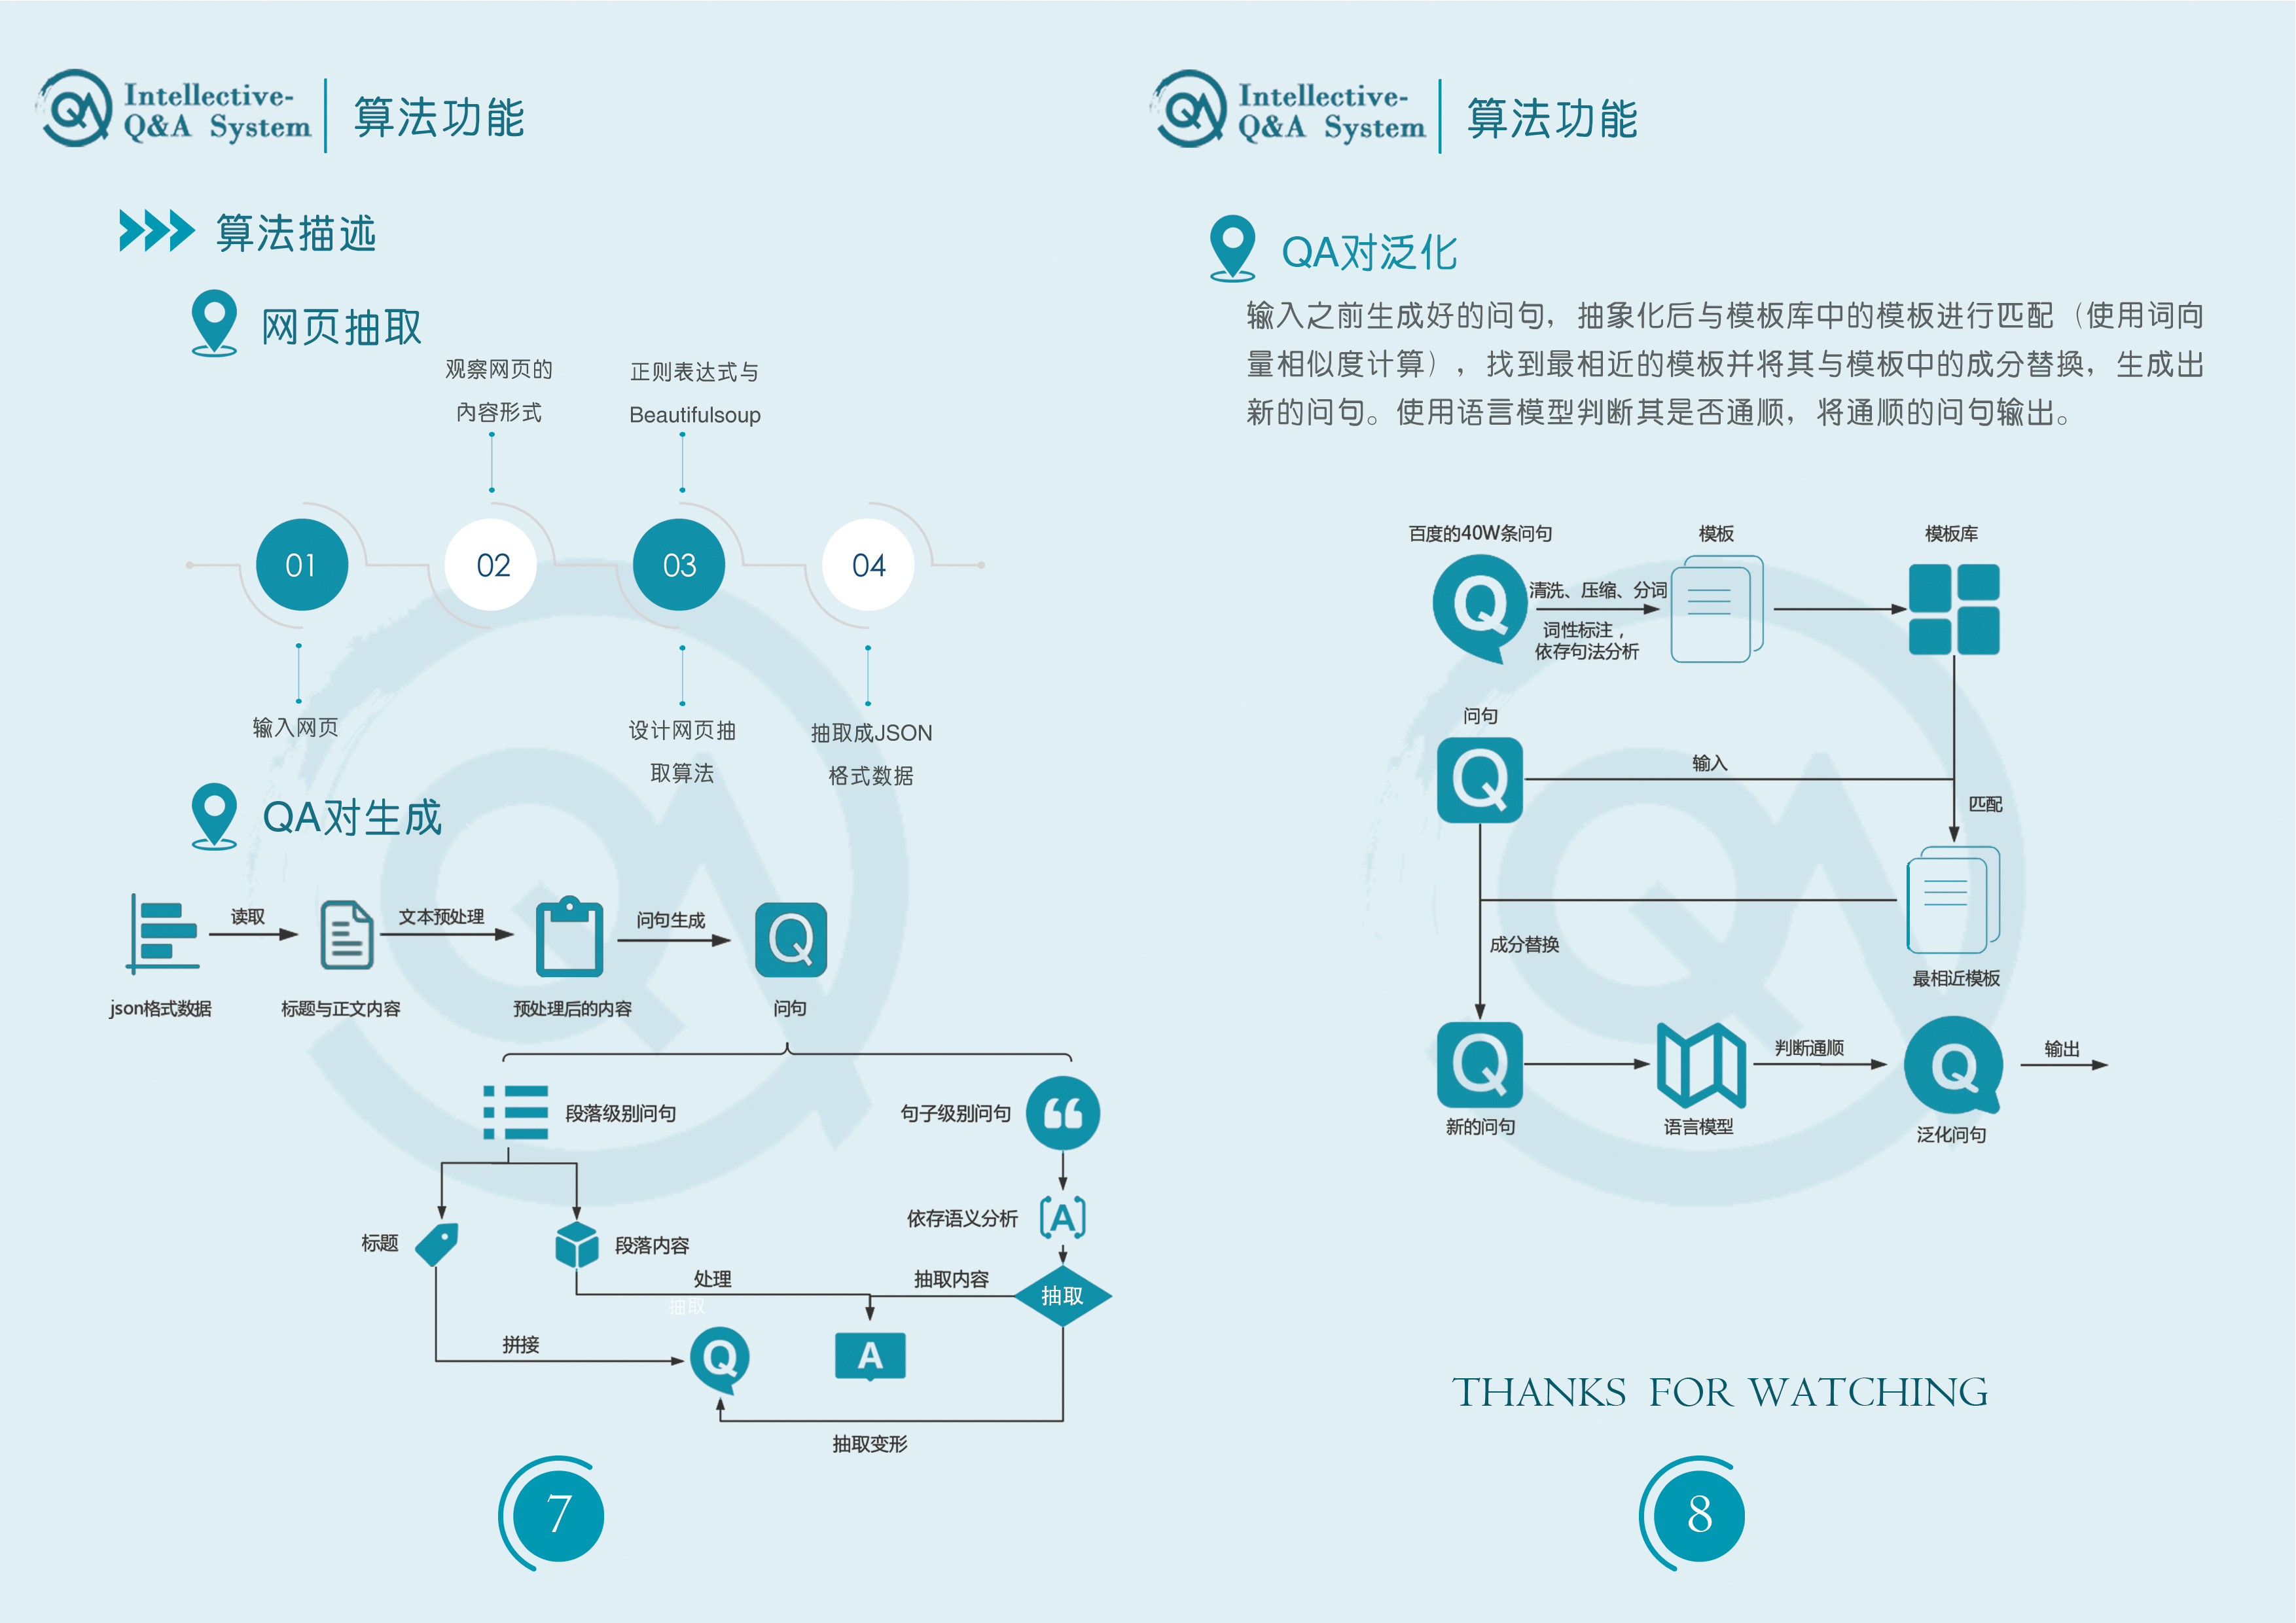 Intellective-
Q&A System
算法功能
算法描述
网页抽取
观察网页的
内容形式
正则表达式与
Beautifulsoup
01
02
03
04
输入网页
设计网页抽
取算法
抽取成JSON
格式数据
QA对生成
读取
文本预处理
问句生成
Q
json格式数据
标题与正文内容
预处理后的内容
问句
段落级别问句
句子级别问句
依存语义分析
A
标题
段落内容
处理
抽取内容
抽取
抽取
拼接
Q
A
抽取变形
7
Intellective-
Q&A System
算法功能
QA对泛化
输入之前生成好的问句，抽象化后与模板库中的模板进行匹配（使用词向
量相似度计算），找到最相近的模板并将其与模板中的成分替换，生成出
新的问句。使用语言模型判断其是否通顺，将通顺的问句输出。
百度的40W条问句
模板
模板库
Q
清洗、压缩、分词
词性标注，
依存句法分析
问句
Q
输入
匹配
成分替换
最相近模板
Q
判断通顺
Q
输出
新的问句
语言模型
泛化问句
THANKS FOR WATCHING
8